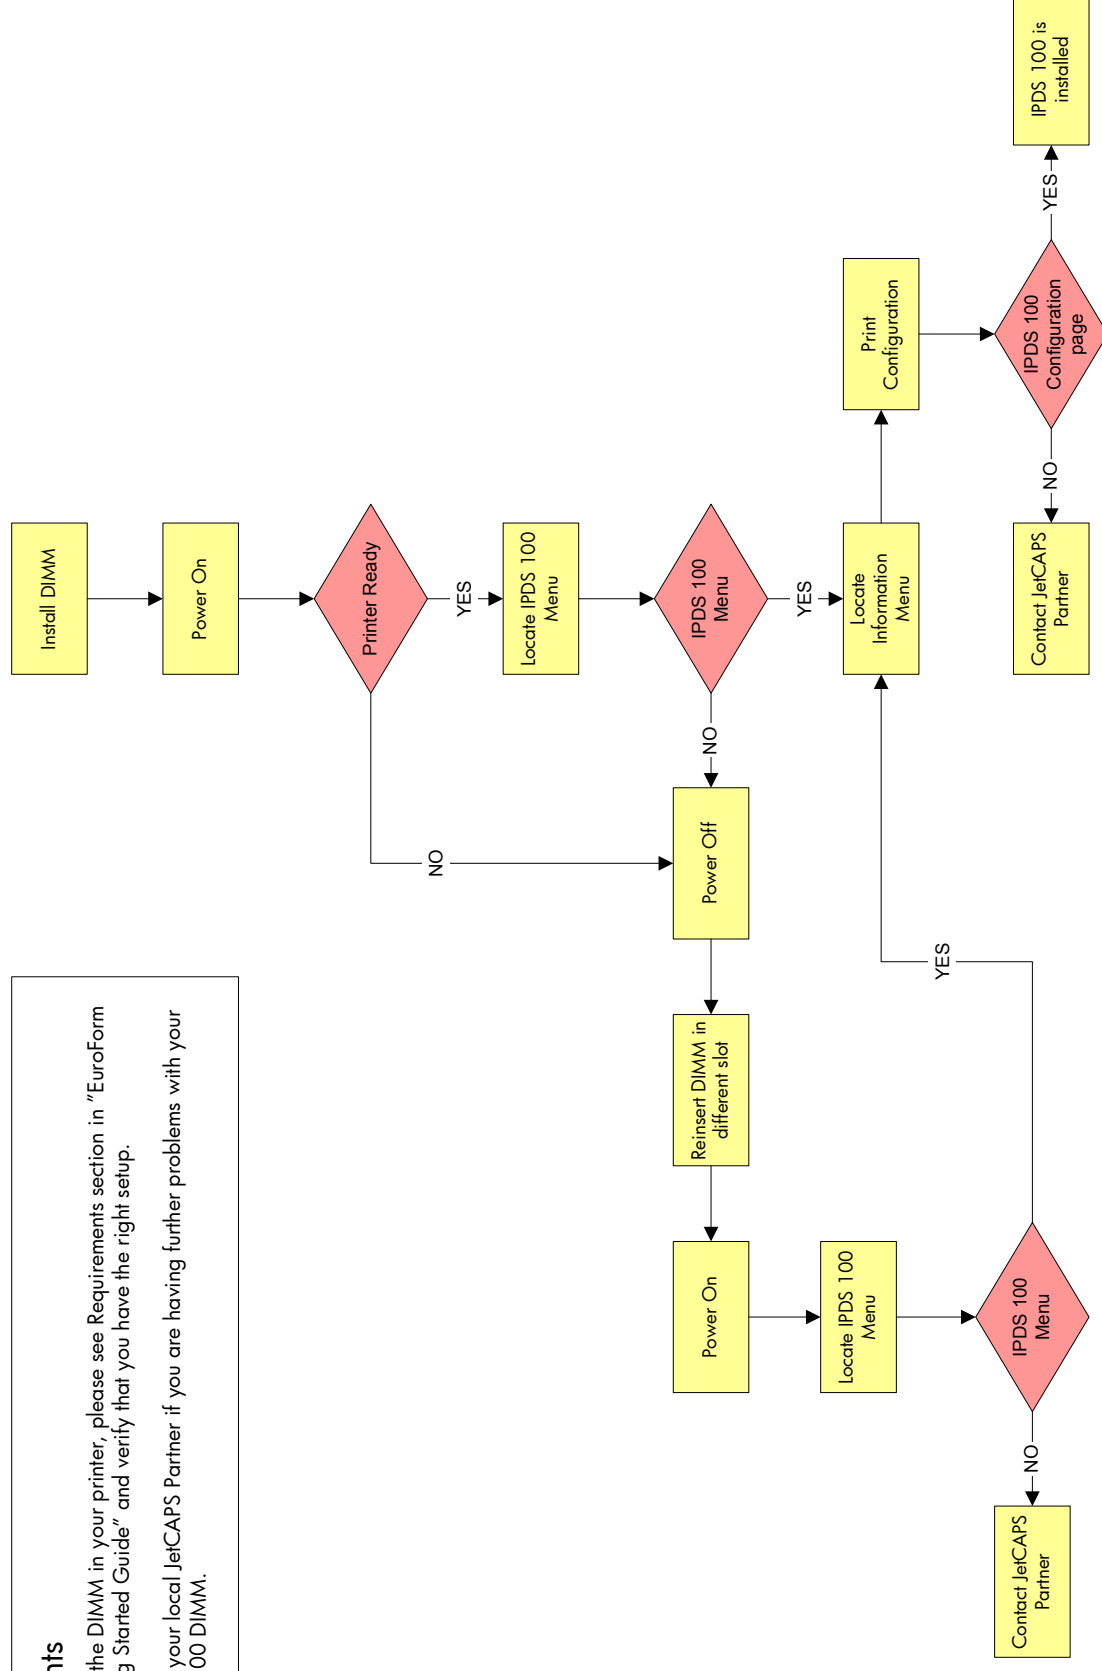 nts
the DIMM in your printer, please see Requirements section in "EuroForm
g Started Guide" and verify that you have the right setup.
your local JetCAPS Partner if you are having further problems with your
00 DIMM.
Install DIMM
Power On
Printer Ready
YES
NO
Locate IPDS 100
Menu
IPDS 100
Menu
NO
YES
Power Off
Reinsert DIMM in
different slot
Power On
Locate IPDS 100
Menu
IPDS 100
Menu
YES
NO
Contact JetCAPS
Partner
Locate
Information
Menu
Print
Configuration
IPDS 100
Configuration
page
NO
Contact JetCAPS
Partner
YES
IPDS 100 is
installed